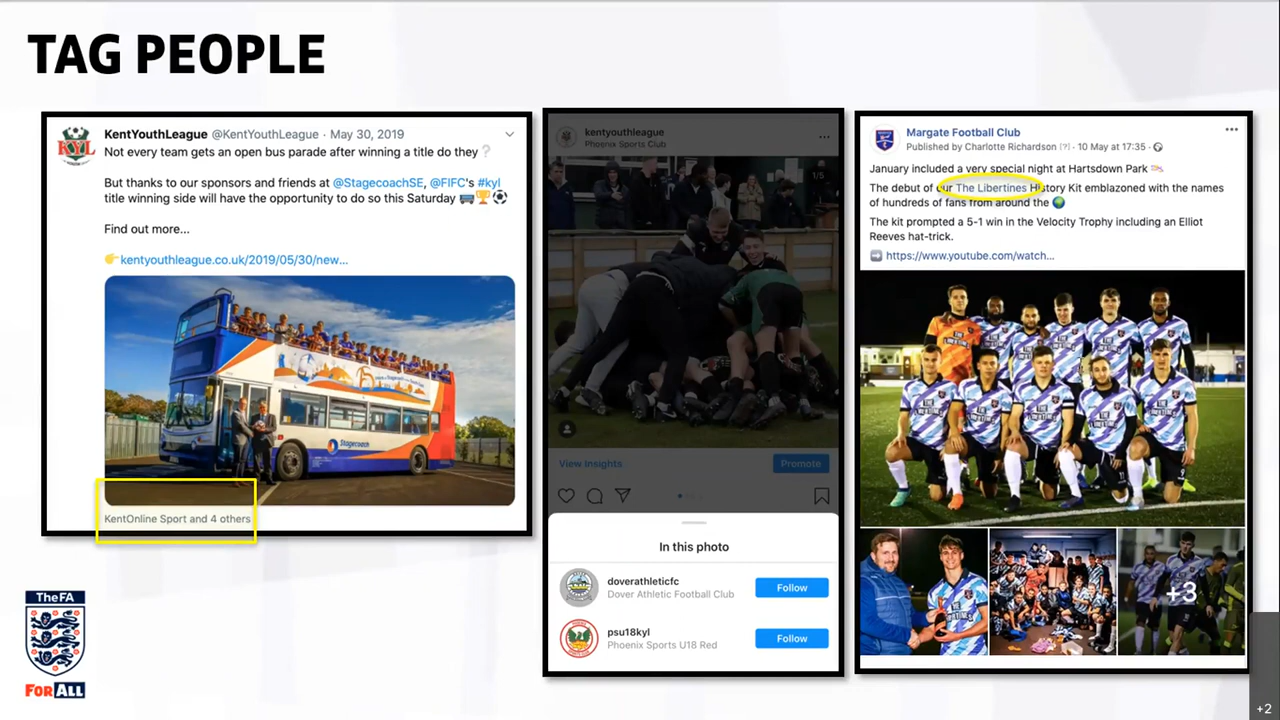 TAG PEOPLE
KentYouthLeague @KentYouthLeague · May 30, 2019
Not every team gets an open bus parade after winning a title do they ❔
But thanks to our sponsors and friends at @StagecoachSE, @FIFC's #kyl
title winning side will have the opportunity to do so this Saturday 🚌🏆⚽
Find out more...
👉kentyouthleague.co.uk/2019/05/30/new...
Stagecoach
KentOnline Sport and 4 others
KYL
kentyouthleague
Phoenix Sports Club
1/5
View Insights
Promote
In this photo
doverathleticfc
Dover Athletic Football Club
Follow
psu18kyl
Phoenix Sports U18 Red
Follow
Margate Football Club
Published by Charlotte Richardson [?] · 10 May at 17:35 ·
January included a very special night at Hartsdown Park
The debut of our The Libertines History Kit emblazoned with the names
of hundreds of fans from around the 🌍
The kit prompted a 5-1 win in the Velocity Trophy including an Elliot
Reeves hat-trick.
➡️ https://www.youtube.com/watch...
THE LIBERTINES
+3
TheFA
FOR ALL
+2